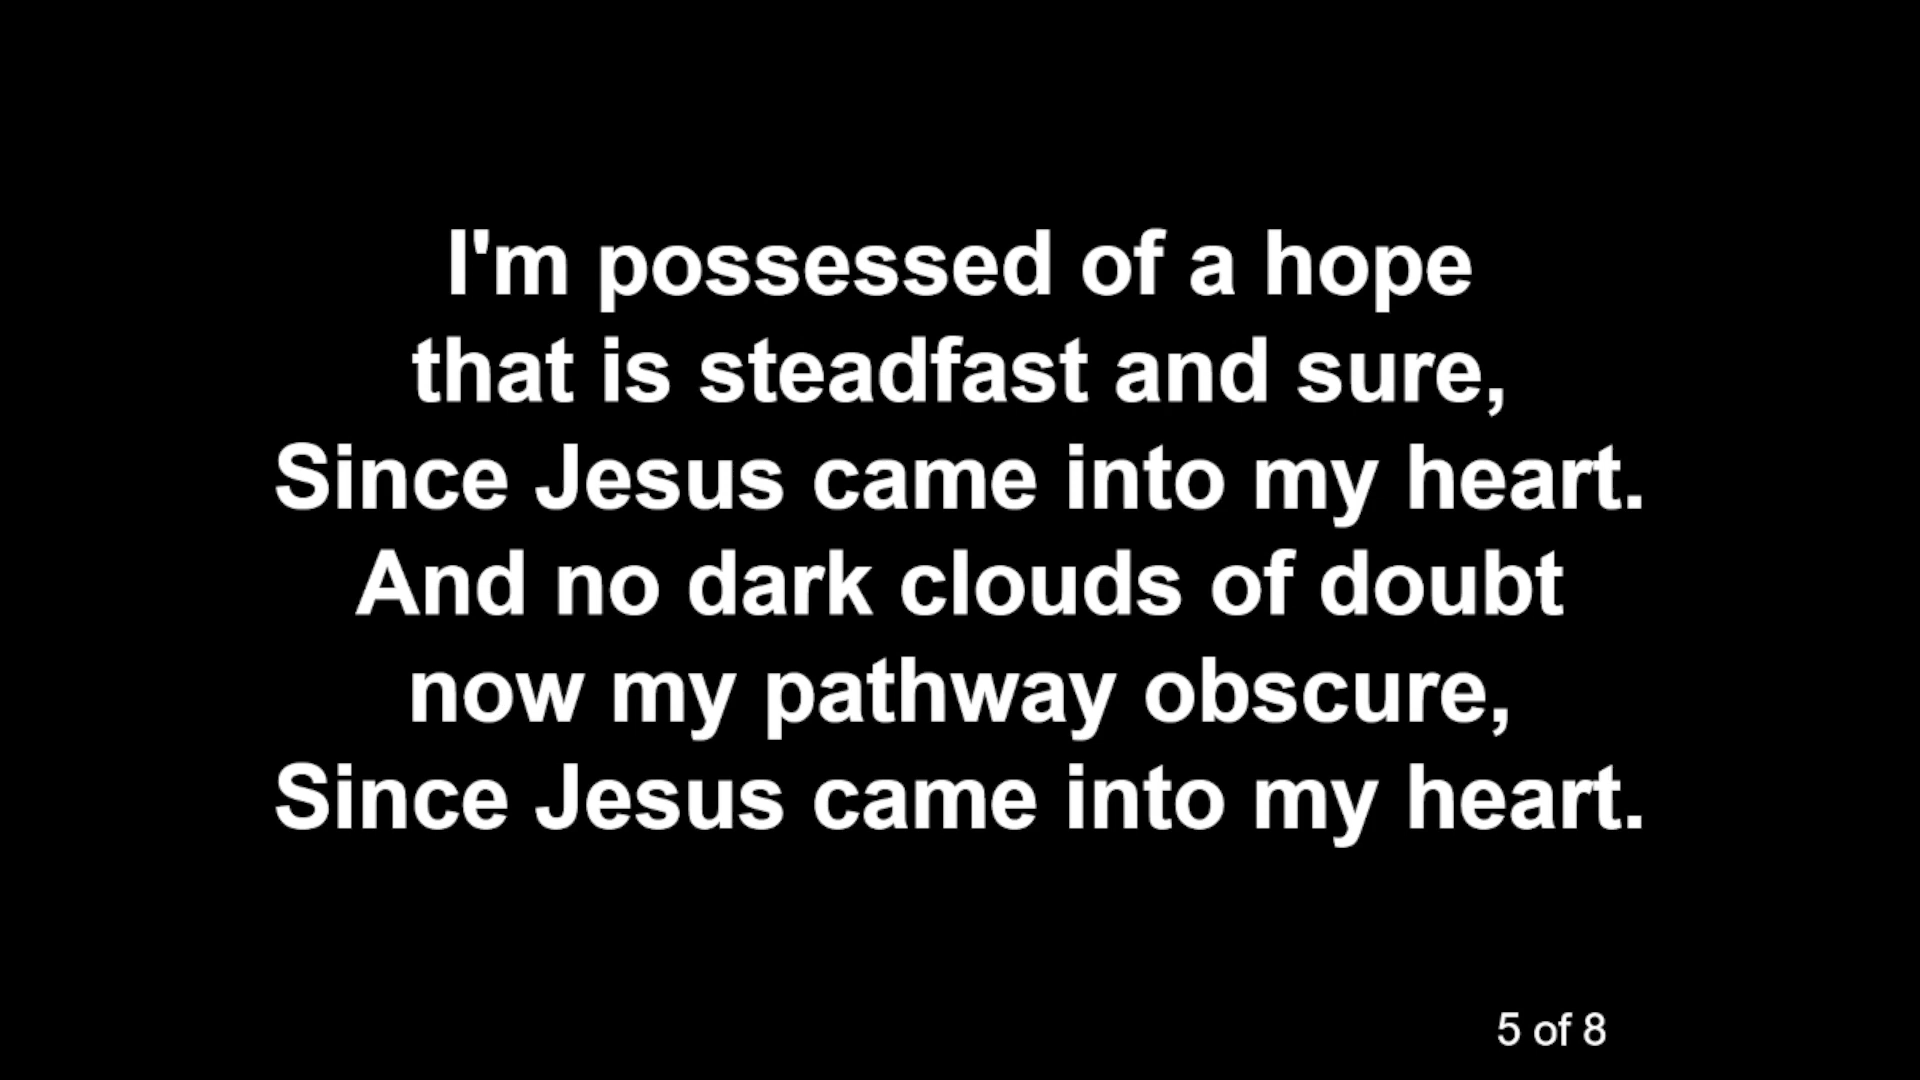 I'm possessed of a hope
that is steadfast and sure,
Since Jesus came into my heart.
And no dark clouds of doubt
now my pathway obscure,
Since Jesus came into my heart.
5 of 8